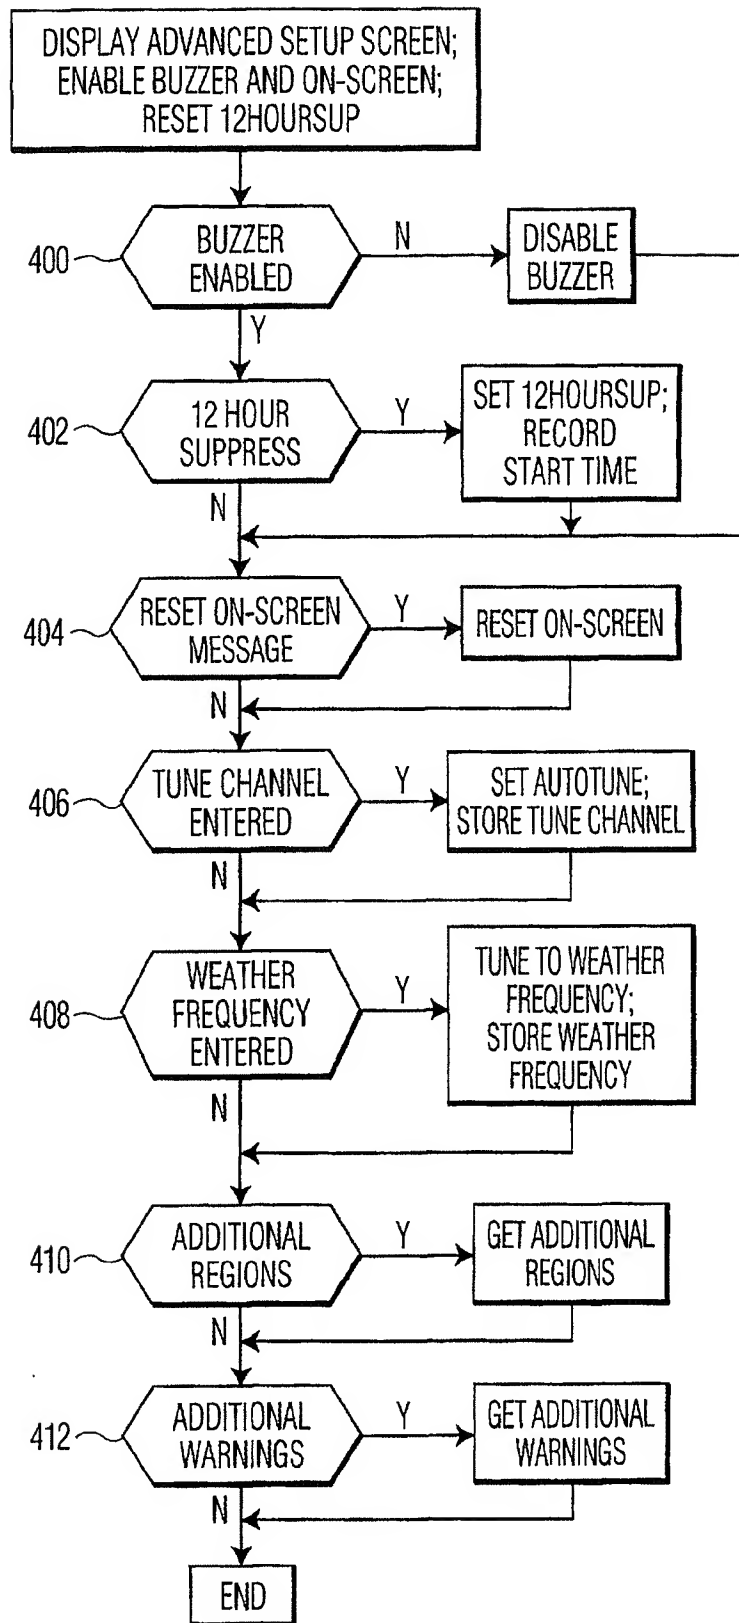 DISPLAY ADVANCED SETUP SCREEN;
ENABLE BUZZER AND ON-SCREEN;
RESET 12HOURSUP
400
BUZZER
ENABLED
N
DISABLE
BUZZER
Y
402
12 HOUR
SUPPRESS
Y
SET 12HOURSUP;
RECORD
START TIME
N
404
RESET ON-SCREEN
MESSAGE
Y
RESET ON-SCREEN
N
406
TUNE CHANNEL
ENTERED
Y
SET AUTOTUNE;
STORE TUNE CHANNEL
N
408
WEATHER
FREQUENCY
ENTERED
Y
TUNE TO WEATHER
FREQUENCY;
STORE WEATHER
FREQUENCY
N
410
ADDITIONAL
REGIONS
Y
GET ADDITIONAL
REGIONS
N
412
ADDITIONAL
WARNINGS
Y
GET ADDITIONAL
WARNINGS
N
END